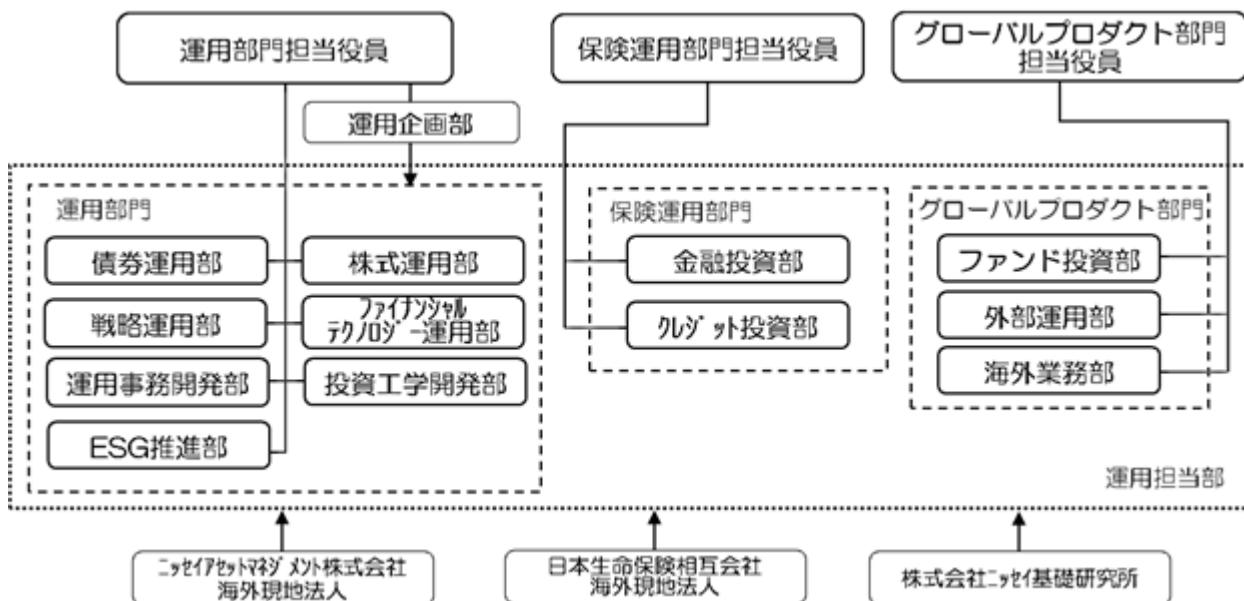 運用部門担当役員
保険運用部門担当役員
グローバルプロダクト部門
担当役員
運用企画部
運用部門
債券運用部
株式運用部
戦略運用部
ファイナンシャル
テクノロジー運用部
運用事務開発部
投資工学開発部
ESG推進部
保険運用部門
金融投資部
クレジット投資部
グローバルプロダクト部門
ファンド投資部
外部運用部
海外業務部
運用担当部
ニッセイアセットマネジメント株式会社
海外現地法人
日本生命保険相互会社
海外現地法人
株式会社ニッセイ基礎研究所